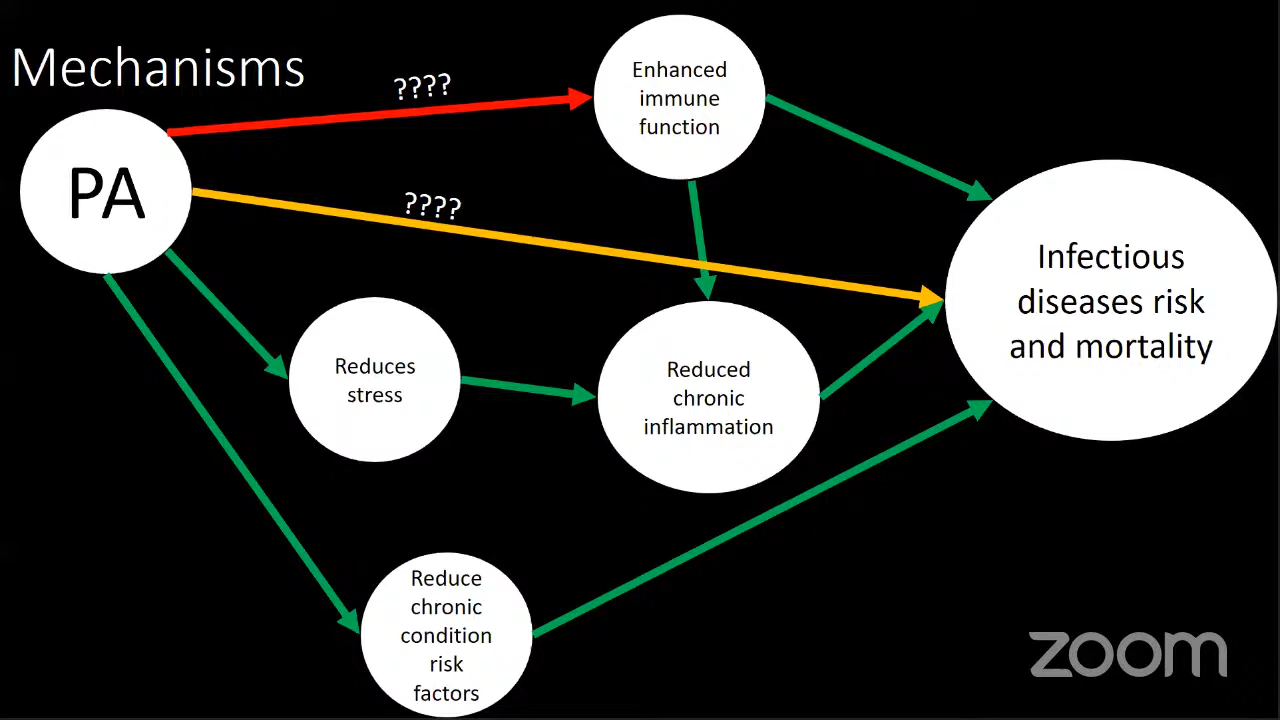 Mechanisms
????
Enhanced
immune
function
PA
????
Infectious
diseases risk
and mortality
Reduces
stress
Reduced
chronic
inflammation
Reduce
chronic
condition
risk
factors
zoom